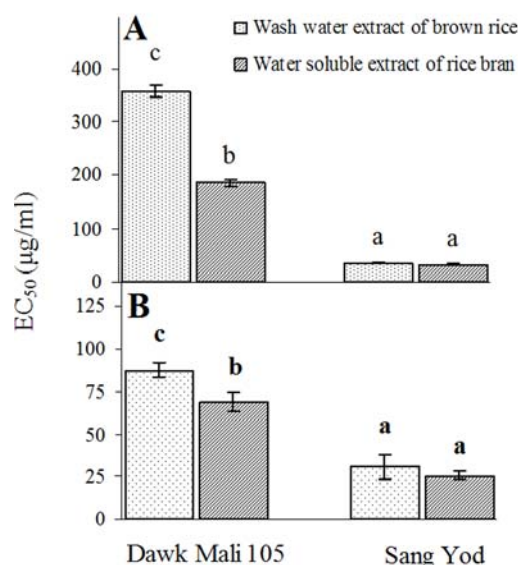 A
Wash water extract of brown rice
Water soluble extract of rice bran
c
b
a a
400
300
200
100
0
EC50 (µg/ml)
B
c
b
a a
125
100
75
50
25
0
Dawk Mali 105 Sang Yod